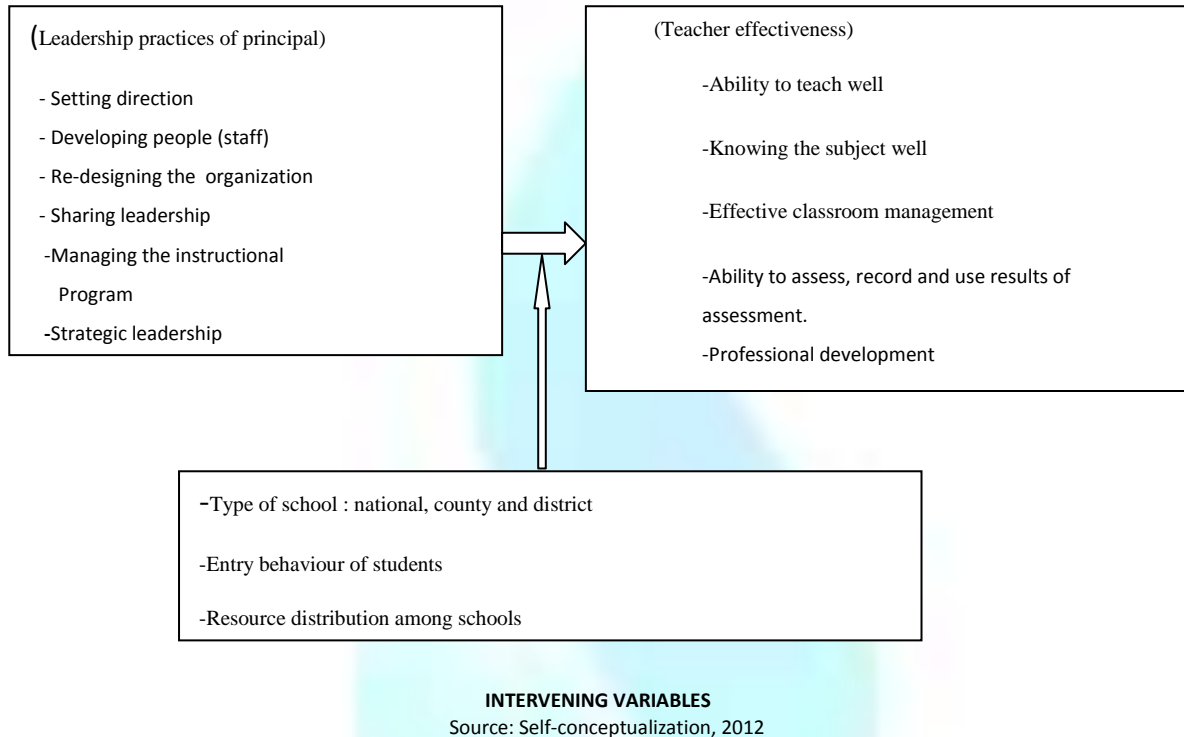 (Leadership practices of principal)
- Setting direction
- Developing people (staff)
- Re-designing the organization
- Sharing leadership
-Managing the instructional
Program
-Strategic leadership
(Teacher effectiveness)
-Ability to teach well
-Knowing the subject well
-Effective classroom management
-Ability to assess, record and use results of
assessment.
-Professional development
-Type of school : national, county and district
-Entry behaviour of students
-Resource distribution among schools
INTERVENING VARIABLES
Source: Self-conceptualization, 2012